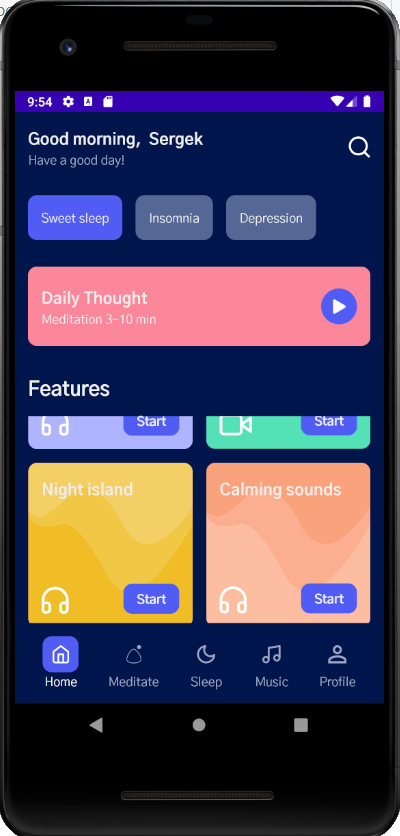 9:54
Good morning, Sergek
Have a good day!
Sweet sleep
Insomnia
Depression
Daily Thought
Meditation 3-10 min
Features
Start
Start
Night island
Calming sounds
Start
Start
Home
Meditate
Sleep
Music
Profile